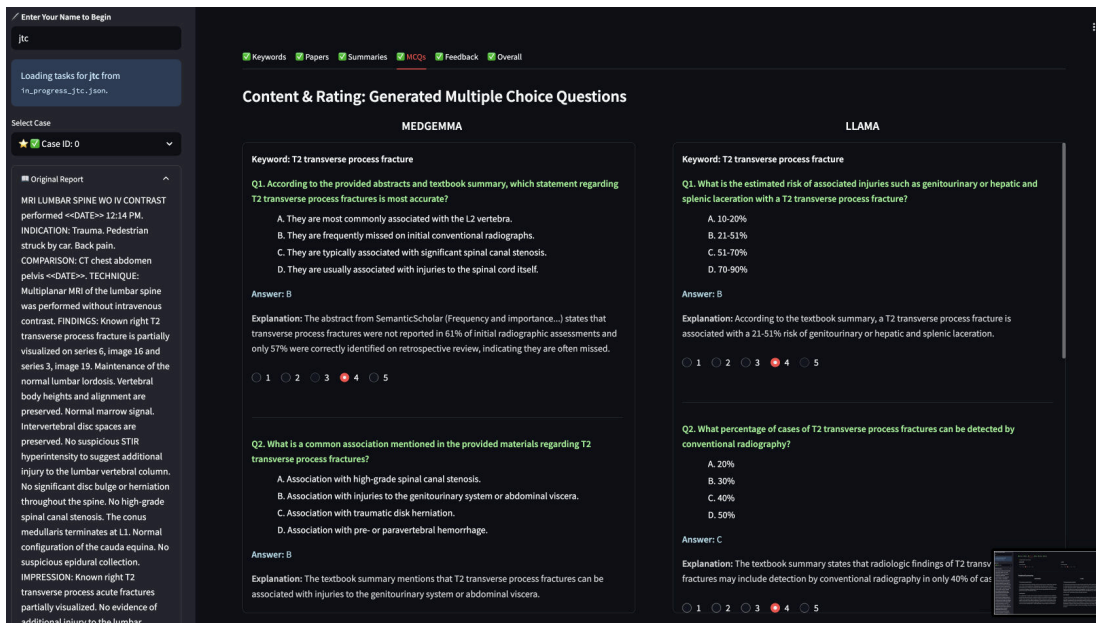 Enter Your Name to Begin
jtc
Loading tasks for jtc from
in_progress_jtc.json.
Select Case
Case ID: 0
Original Report
MRI LUMBAR SPINE WO IV CONTRAST
performed <<DATE>> 12:14 PM.
INDICATION: Trauma. Pedestrian
struck by car. Back pain.
COMPARISON: CT chest abdomen
pelvis <<DATE>>. TECHNIQUE:
Multiplanar MRI of the lumbar spine
was performed without intravenous
contrast. FINDINGS: Known right T2
transverse process fracture is partially
visualized on series 6, image 16 and
series 3, image 19. Maintenance of the
normal lumbar lordosis. Vertebral
body heights and alignment are
preserved. Normal marrow signal.
Intervertebral disc spaces are
preserved. No suspicious STIR
hyperintensity to suggest additional
injury to the lumbar vertebral column.
No significant disc bulge or herniation
throughout the spine. No high-grade
spinal canal stenosis. The conus
medullaris terminates at L1. Normal
configuration of the cauda equina. No
suspicious epidural collection.
IMPRESSION: Known right T2
transverse process acute fractures
partially visualized. No evidence of
additional injury to the lumbar
Keywords Papers Summaries MCQs Feedback Overall
Content & Rating: Generated Multiple Choice Questions
MEDGEMMA
Keyword: T2 transverse process fracture
Q1. According to the provided abstracts and textbook summary, which statement regarding
T2 transverse process fractures is most accurate?
A. They are most commonly associated with the L2 vertebra.
B. They are frequently missed on initial conventional radiographs.
C. They are typically associated with significant spinal canal stenosis.
D. They are usually associated with injuries to the spinal cord itself.
Answer: B
Explanation: The abstract from SemanticScholar (Frequency and importance...) states that
transverse process fractures were not reported in 61% of initial radiographic assessments and
only 57% were correctly identified on retrospective review, indicating they are often missed.
1 2 3 4 5
Q2. What is a common association mentioned in the provided materials regarding T2
transverse process fractures?
A. Association with high-grade spinal canal stenosis.
B. Association with injuries to the genitourinary system or abdominal viscera.
C. Association with traumatic disk herniation.
D. Association with pre- or paravertebral hemorrhage.
Answer: B
Explanation: The textbook summary mentions that T2 transverse process fractures can be
associated with injuries to the genitourinary system or abdominal viscera.
LLAMA
Keyword: T2 transverse process fracture
Q1. What is the estimated risk of associated injuries such as genitourinary or hepatic and
splenic laceration with a T2 transverse process fracture?
A. 10-20%
B. 21-51%
C. 51-70%
D. 70-90%
Answer: B
Explanation: According to the textbook summary, a T2 transverse process fracture is
associated with a 21-51% risk of genitourinary or hepatic and splenic laceration.
1 2 3 4 5
Q2. What percentage of cases of T2 transverse process fractures can be detected by
conventional radiography?
A. 20%
B. 30%
C. 40%
D. 50%
Answer: C
Explanation: The textbook summary states that radiologic findings of T2
fractures may include detection by conventional radiography in only 40% of
1 2 3 4 5